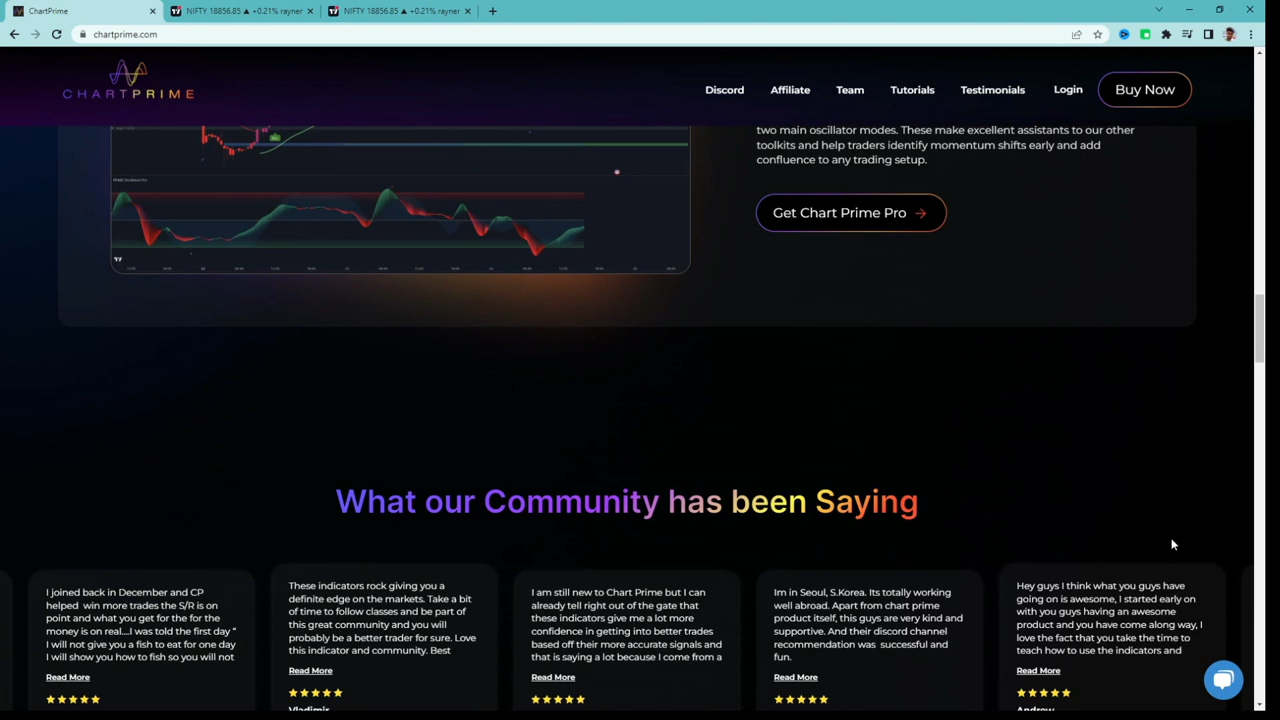 ChartPrime
NIFTY 18856.85 ▲ +0.21% rayner
NIFTY 18856.85 ▲ +0.21% rayner
chartprime.com
CHARTPRIME
Discord
Affiliate
Team
Tutorials
Testimonials
Login
Buy Now
two main oscillator modes. These make excellent assistants to our other
toolkits and help traders identify momentum shifts early and add
confluence to any trading setup.
Get Chart Prime Pro →
What our Community has been Saying
I joined back in December and CP
helped win more trades the S/R is on
point and what you get for the for the
money is on real....I was told the first day "
I will not give you a fish to eat for one day
I will show you how to fish so you will not
Read More
These indicators rock giving you a
definite edge on the markets. Take a bit
of time to follow classes and be part of
this great community and you will
probably be a better trader for sure. Love
this indicator and community. Best
Read More
Vladimir
I am still new to Chart Prime but I can
already tell right out of the gate that
these indicators give me a lot more
confidence in getting into better trades
based off their more accurate signals and
that is saying a lot because I come from a
Read More
Im in Seoul, S.Korea. Its totally working
well abroad. Apart from chart prime
product itself, this guys are very kind and
supportive. And their discord channel
recommendation was successful and
fun.
Read More
Hey guys I think what you guys have
going on is awesome, I started early on
with you guys having an awesome
product and you have come along way, I
love the fact that you take the time to
teach how to use the indicators and
Read More
Andrew